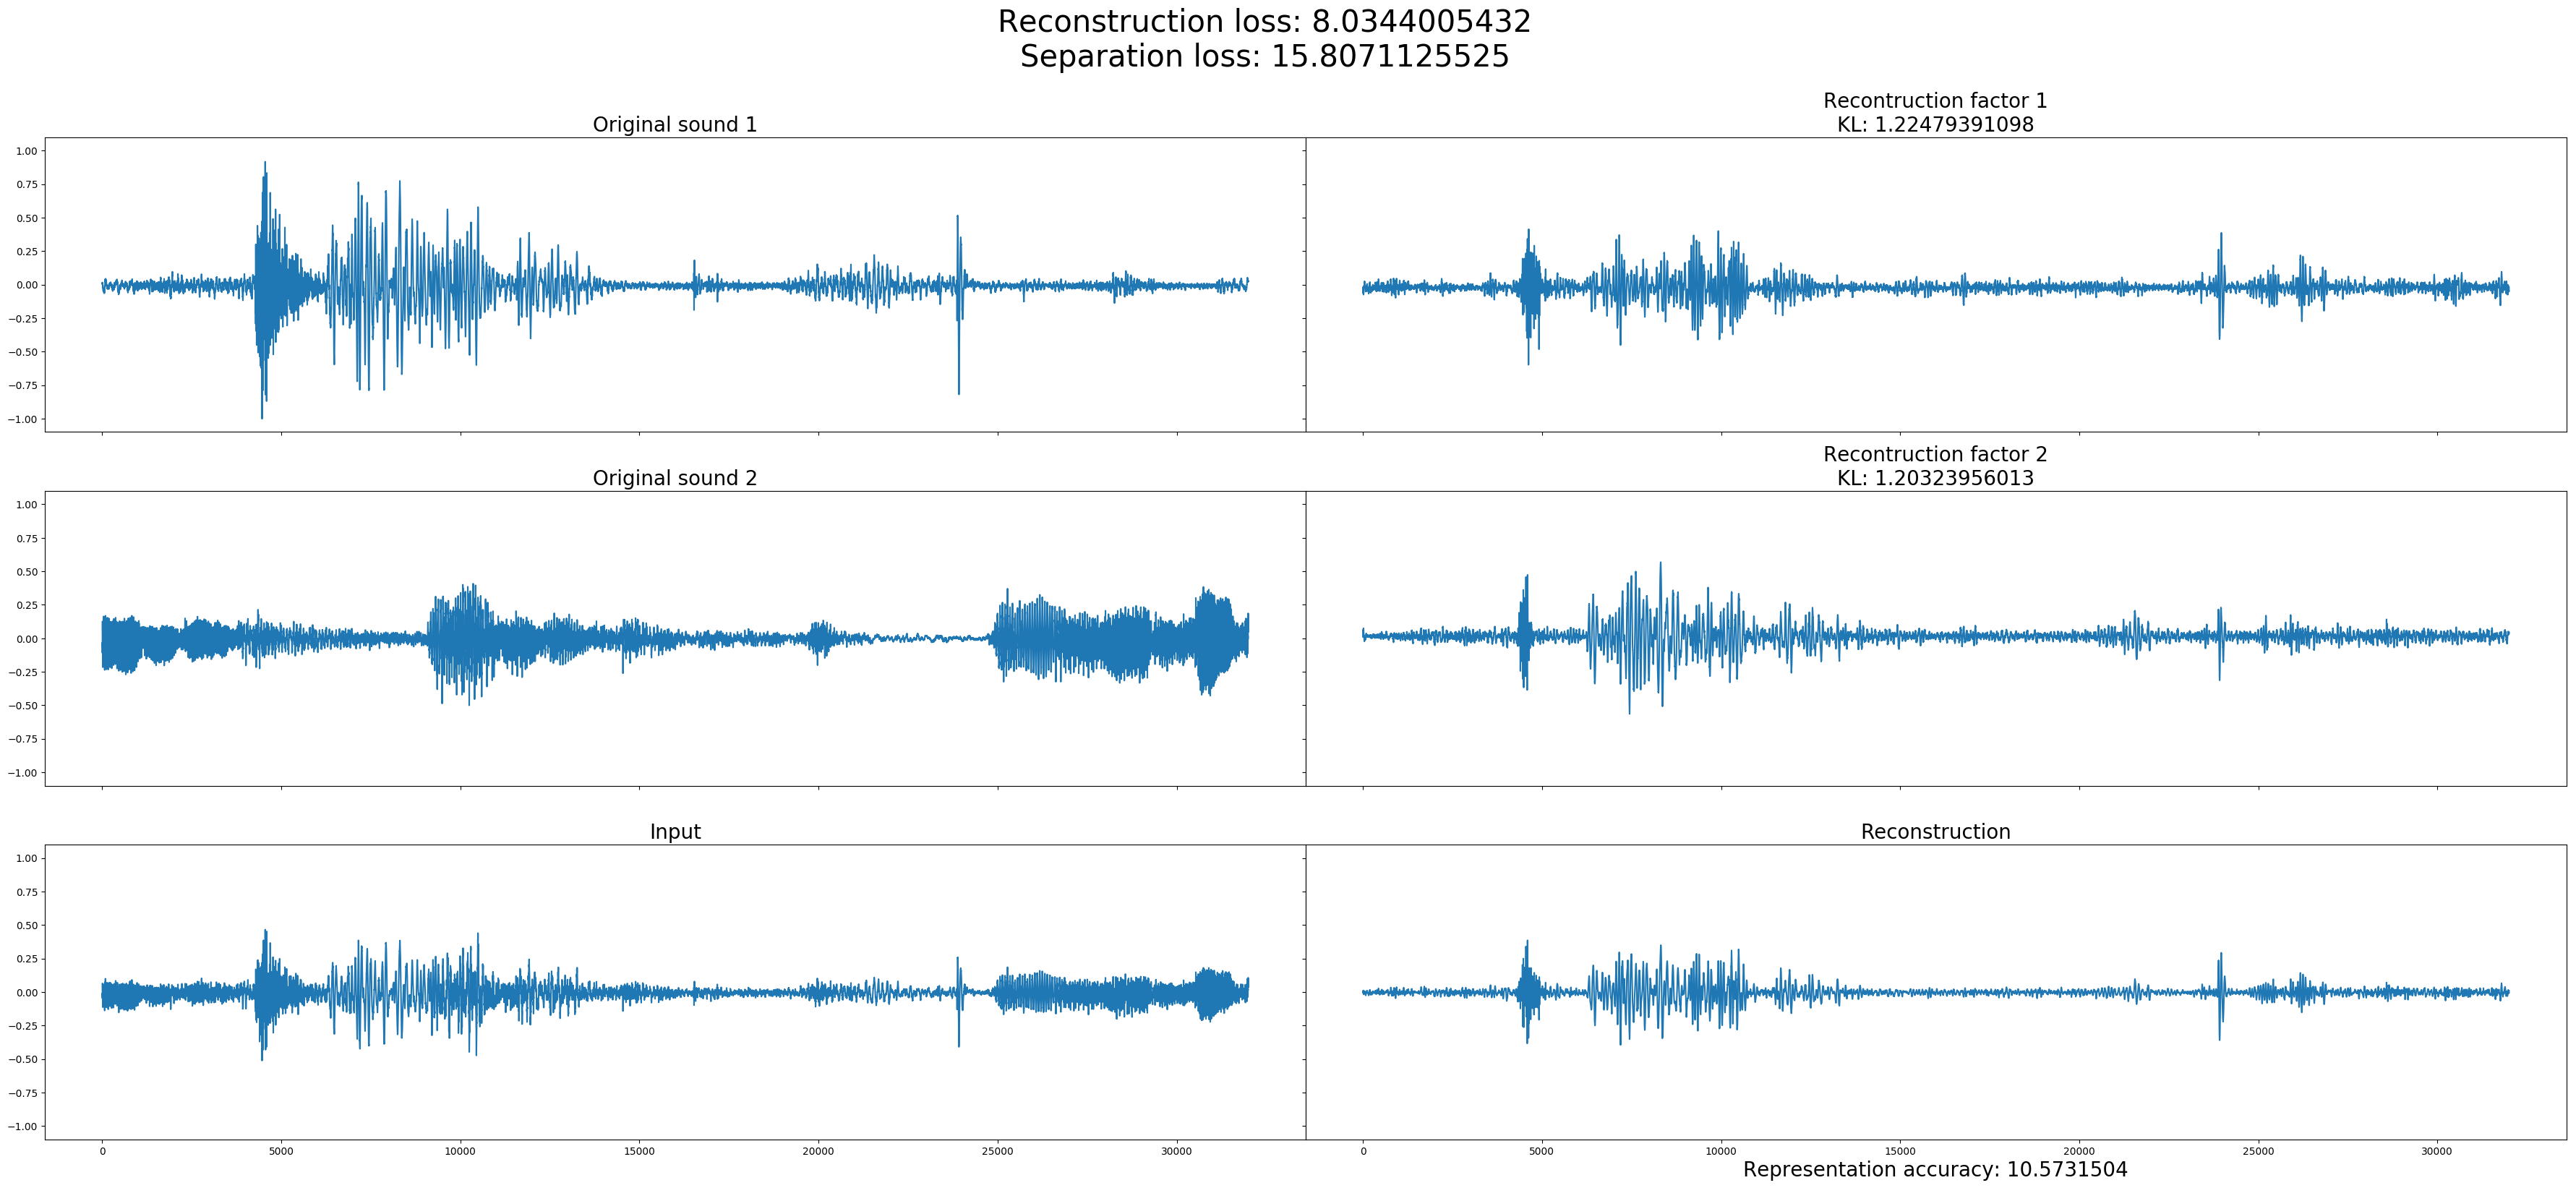 Reconstruction loss: 8.0344005432
Separation loss: 15.8071125525
Original sound 1
Recontruction factor 1
KL: 1.22479391098
1.00
0.75
0.50
0.25
0.00
−0.25
−0.50
−0.75
−1.00
Original sound 2
Recontruction factor 2
KL: 1.20323956013
1.00
0.75
0.50
0.25
0.00
−0.25
−0.50
−0.75
−1.00
Input
Reconstruction
1.00
0.75
0.50
0.25
0.00
−0.25
−0.50
−0.75
−1.00
0 5000 10000 15000 20000 25000 30000
0 5000 10000 15000 20000 25000 30000
Representation accuracy: 10.5731504